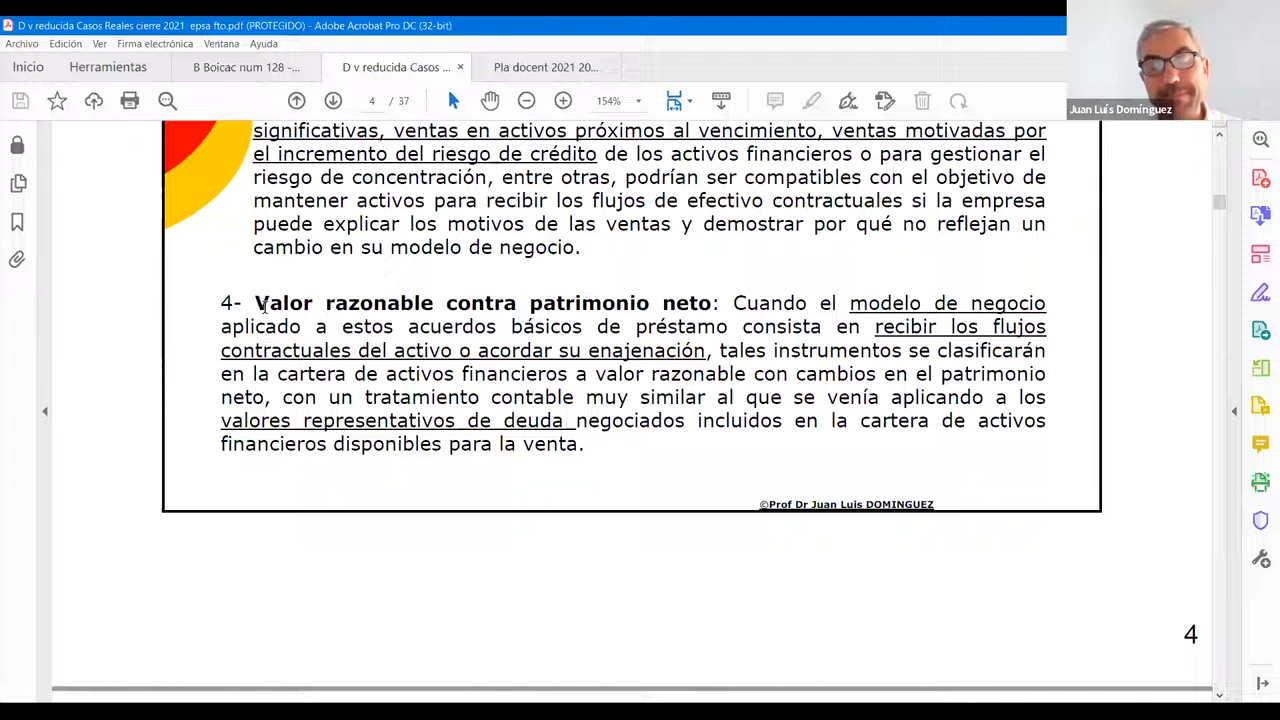 D v reducida Casos Reales cierre 2021 epsa fto.pdf (PROTEGIDO) - Adobe Acrobat Pro DC (32-bit)
Archivo Edición Ver Firma electrónica Ventana Ayuda
Inicio Herramientas B Boicac num 128 -... D v reducida Casos ... × Pla docent 2021 20...
4 / 37 154%
Juan Luís Domínguez
significativas, ventas en activos próximos al vencimiento, ventas motivadas por
el incremento del riesgo de crédito de los activos financieros o para gestionar el
riesgo de concentración, entre otras, podrían ser compatibles con el objetivo de
mantener activos para recibir los flujos de efectivo contractuales si la empresa
puede explicar los motivos de las ventas y demostrar por qué no reflejan un
cambio en su modelo de negocio.
4- Valor razonable contra patrimonio neto: Cuando el modelo de negocio
aplicado a estos acuerdos básicos de préstamo consista en recibir los flujos
contractuales del activo o acordar su enajenación, tales instrumentos se clasificarán
en la cartera de activos financiero a valor razonable con cambios en el patrimonio
neto, con un tratamiento contable muy similar al que se venía aplicando a los
valores representativos de deuda negociados incluidos en la cartera de activos
financieros disponibles para la venta.
©Prof Dr Juan Luis DOMINGUEZ
4